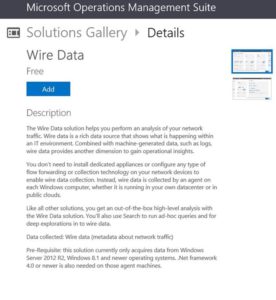 Microsoft Operations Management Suite
Solutions Gallery ▸ Details
Wire Data
Free
Add
Description
The Wire Data solution helps you perform an analysis of your network
traffic. Wire data is a rich data source that shows what is happening within
an IT environment. Combined with machine-generated data, such as logs,
wire data provides another dimension to gain operational insights.
You don't need to install dedicated appliances or configure any type of
flow forwarding or collection technology on your network devices to
enable wire data collection. Instead, wire data is collected by an agent on
each Windows computer, whether it is running in your own datacenter or in
public clouds.
Like all other solutions, you get an out-of-the-box high-level analysis with
the Wire Data solution. You'll also use Search to run ad-hoc queries and for
deep explorations in to wire data.
Data collected: Wire data (metadata about network traffic)
Pre-Requisite: this solution currently only acquires data from Windows
Server 2012 R2, Windows 8.1 and newer operating systems. .Net framework
4.0 or newer is also needed on those agent machines.